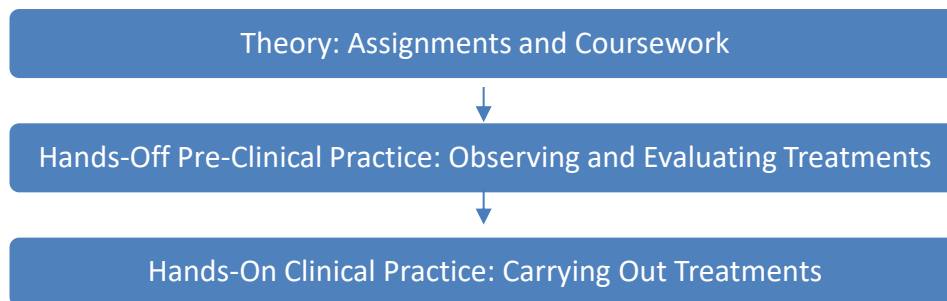 Theory: Assignments and Coursework
Hands-Off Pre-Clinical Practice: Observing and Evaluating Treatments
Hands-On Clinical Practice: Carrying Out Treatments